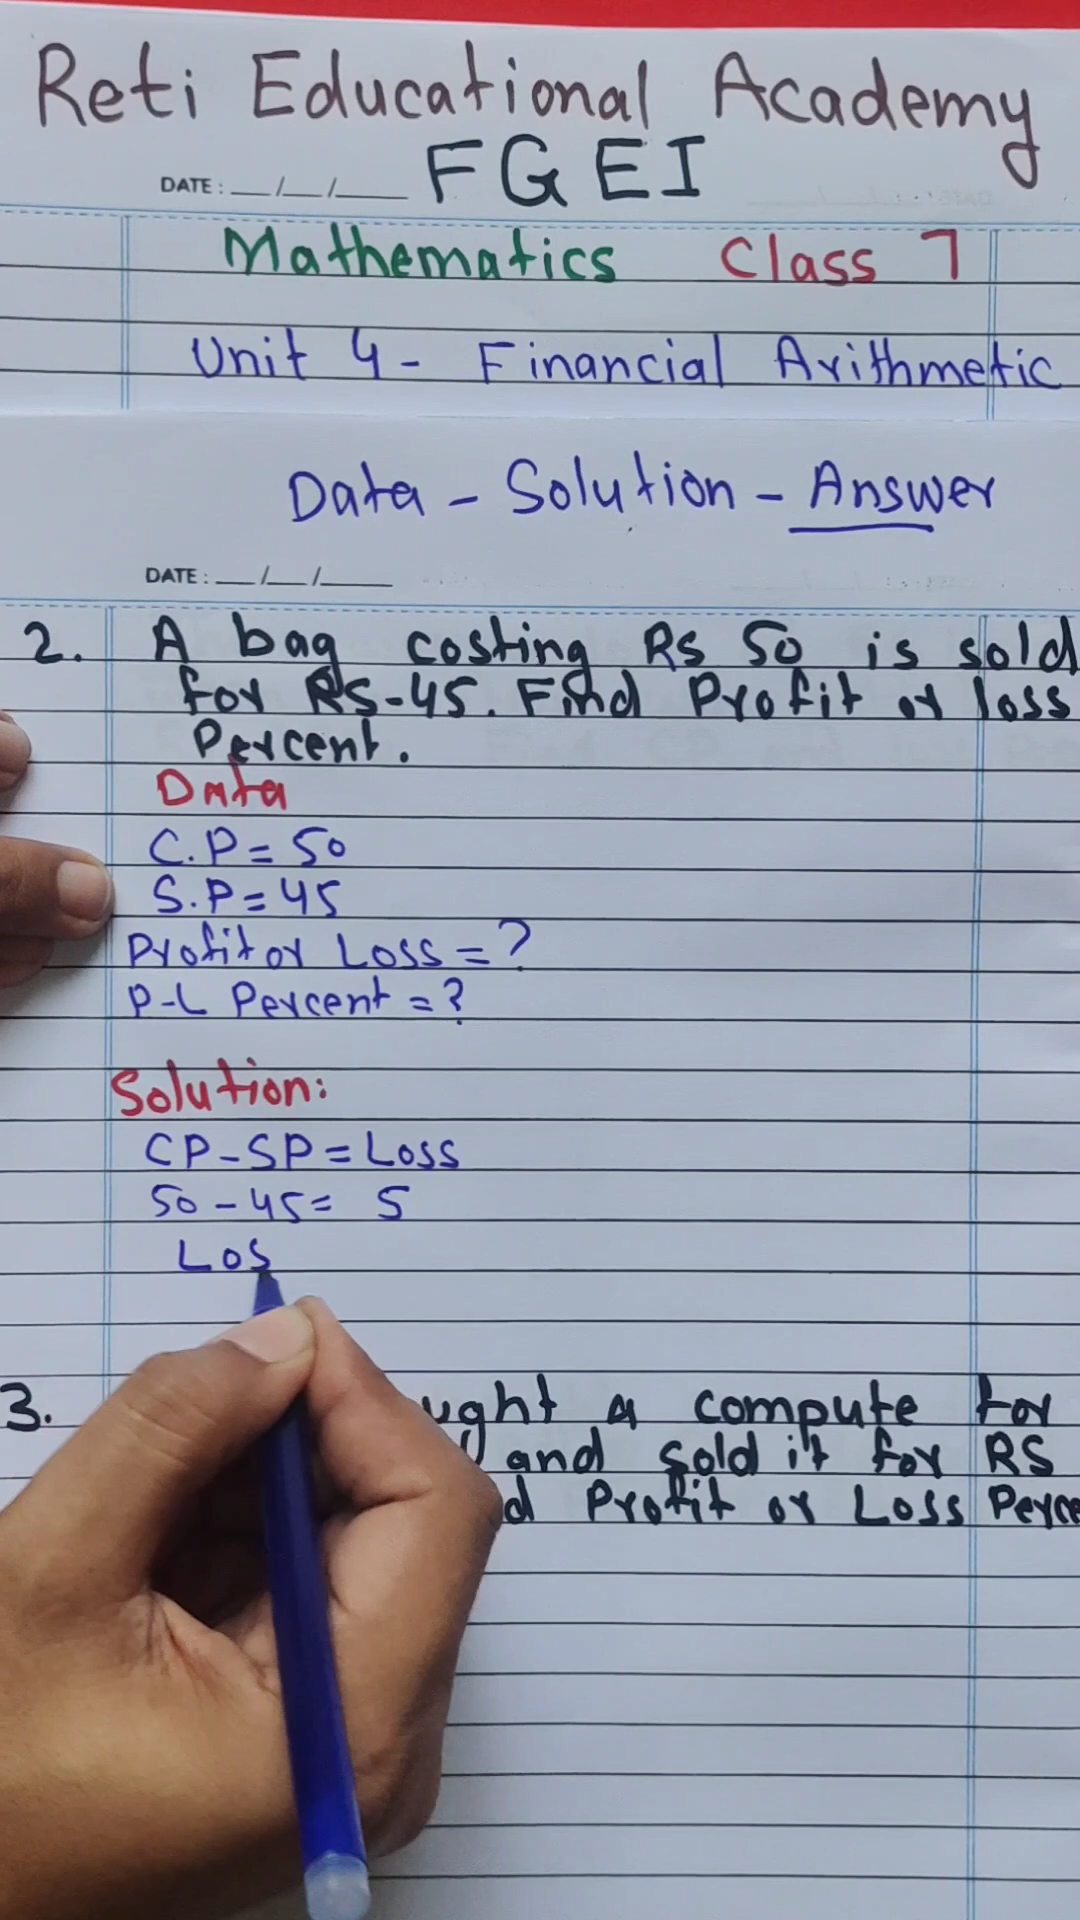 Reti Educational Academy
FGEI
DATE: __/__/____
Mathematics Class 7
Unit 4- Financial Arithmetic
Data - Solution - Answer
DATE: __/__/____
2. A bag costing Rs 50 is sold
for Rs-45. Find Profit or loss
Percent.
Data
C.P= 50
S.P= 45
Profit or Loss = ?
P-L Percent = ?
Solution:
CP-SP = Loss
50 - 45 = 5
Los
3. ught a compute for
and sold it for RS
d Profit or Loss Perce